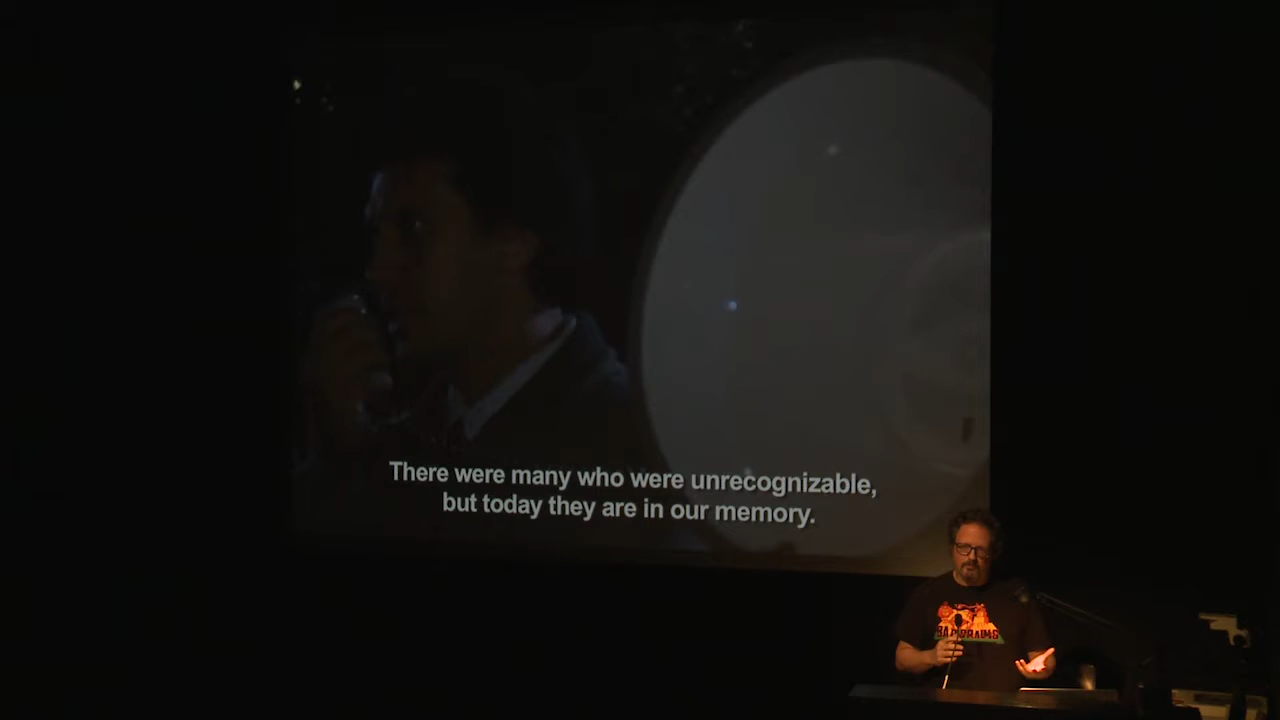 There were many who were unrecognizable,
but today they are in our memory.
BAD BRAINS